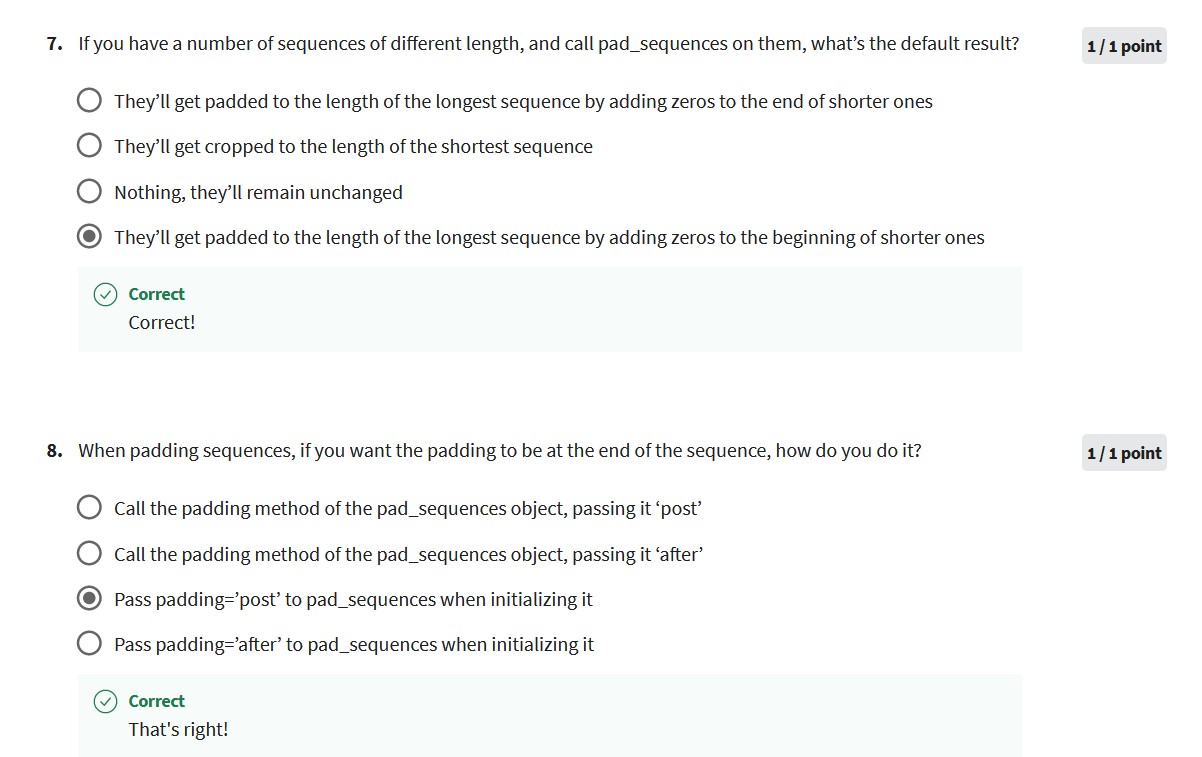 7. If you have a number of sequences of different length, and call pad_sequences on them, what’s the default result?
1 / 1 point
They’ll get padded to the length of the longest sequence by adding zeros to the end of shorter ones
They’ll get cropped to the length of the shortest sequence
Nothing, they’ll remain unchanged
They’ll get padded to the length of the longest sequence by adding zeros to the beginning of shorter ones
Correct
Correct!
8. When padding sequences, if you want the padding to be at the end of the sequence, how do you do it?
1 / 1 point
Call the padding method of the pad_sequences object, passing it ‘post’
Call the padding method of the pad_sequences object, passing it ‘after’
Pass padding=’post’ to pad_sequences when initializing it
Pass padding=’after’ to pad_sequences when initializing it
Correct
That's right!